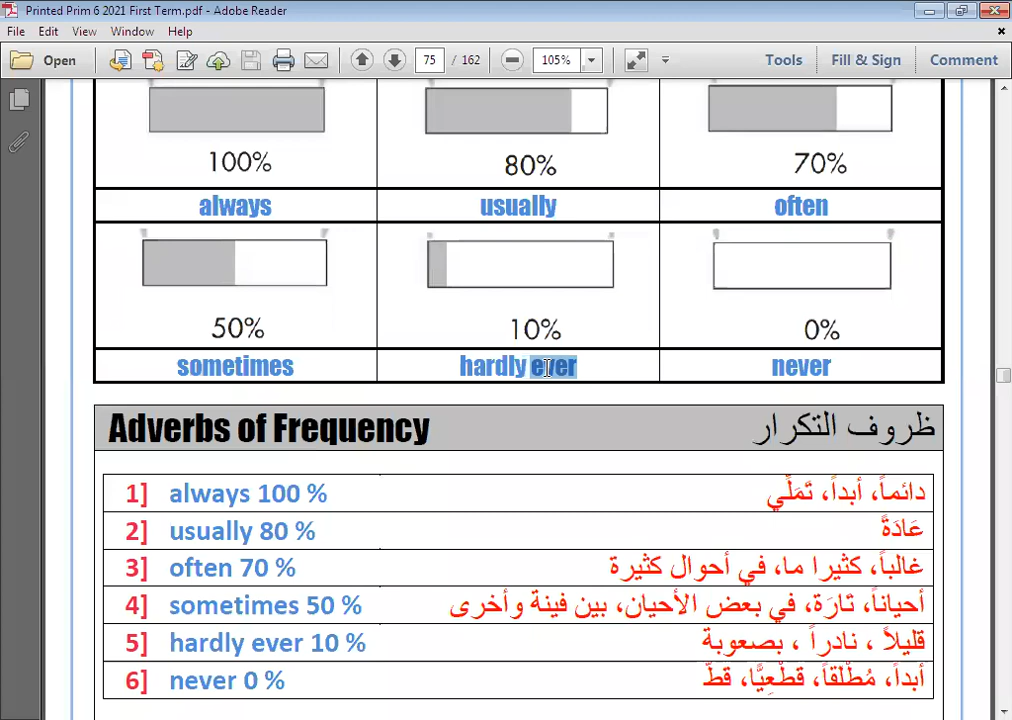 Printed Prim 6 2021 First Term.pdf - Adobe Reader
File Edit View Window Help
Open 75 / 162 105% Tools Fill & Sign Comment
100% 80% 70%
always usually often
50% 10% 0%
sometimes hardly ever never
Adverbs of Frequency ظروف التكرار
1] always 100 % دائماً، أبداً، تَمَلِّي
2] usually 80 % عَادَةً
3] often 70 % غالباً، كثيرا ما، في أحوال كثيرة
4] sometimes 50 % أحياناً، تَارَة، في بعض الأحيان، بين فينة وأخرى
5] hardly ever 10 % قليلاً ، نادراً ، بصعوبة
6] never 0 % أبداً، مُطْلَقاً، قطْعِيًّا، قطّ